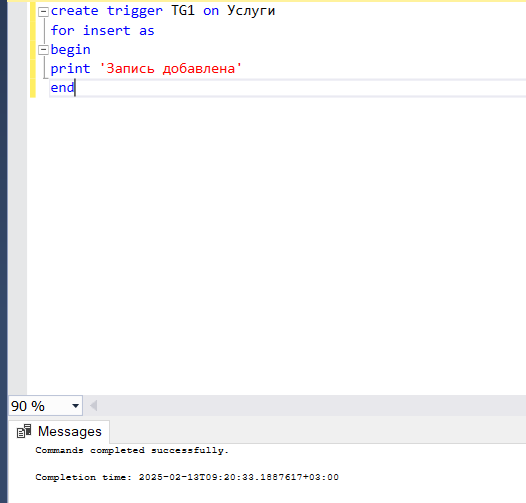 create trigger TG1 on Услуги
for insert as
begin
print 'Запись добавлена'
end
90 %
Messages
Commands completed successfully.
Completion time: 2025-02-13T09:20:33.1887617+03:00